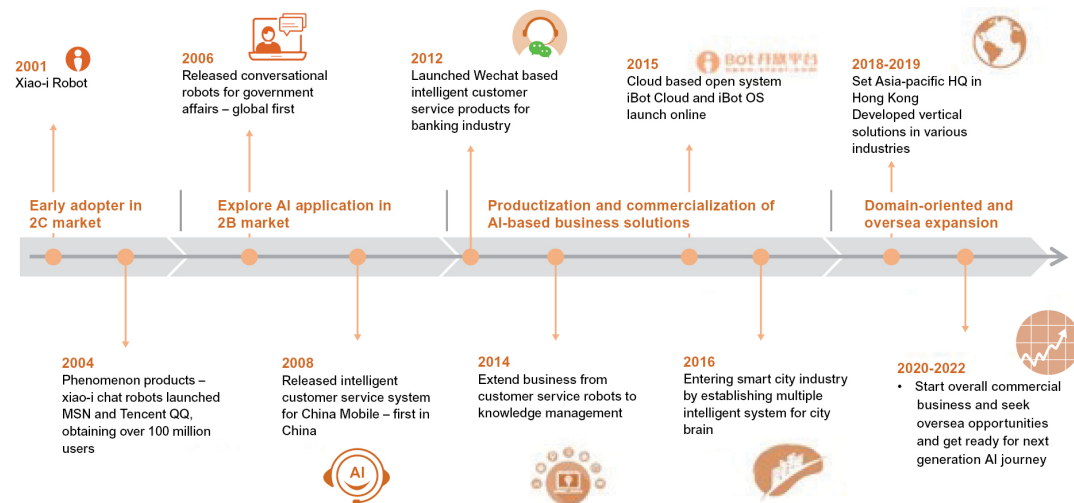 2001
Xiao-i Robot
2006
Released conversational
robots for government
affairs – global first
2012
Launched Wechat based
intelligent customer
service products for
banking industry
Bot开放平台
2015
Cloud based open system
iBot Cloud and iBot OS
launch online
2018-2019
Set Asia-pacific HQ in
Hong Kong
Developed vertical
solutions in various
industries
Early adopter in
2C market
Explore AI application in
2B market
Productization and commercialization of
AI-based business solutions
Domain-oriented and
oversea expansion
2004
Phenomenon products –
xiao-i chat robots launched
MSN and Tencent QQ,
obtaining over 100 million
users
2008
Released intelligent
customer service system
for China Mobile – first in
China
AI
2014
Extend business from
customer service robots to
knowledge management
2016
Entering smart city industry
by establishing multiple
intelligent system for city
brain
2020-2022
• Start overall commercial
business and seek
oversea opportunities
and get ready for next
generation AI journey